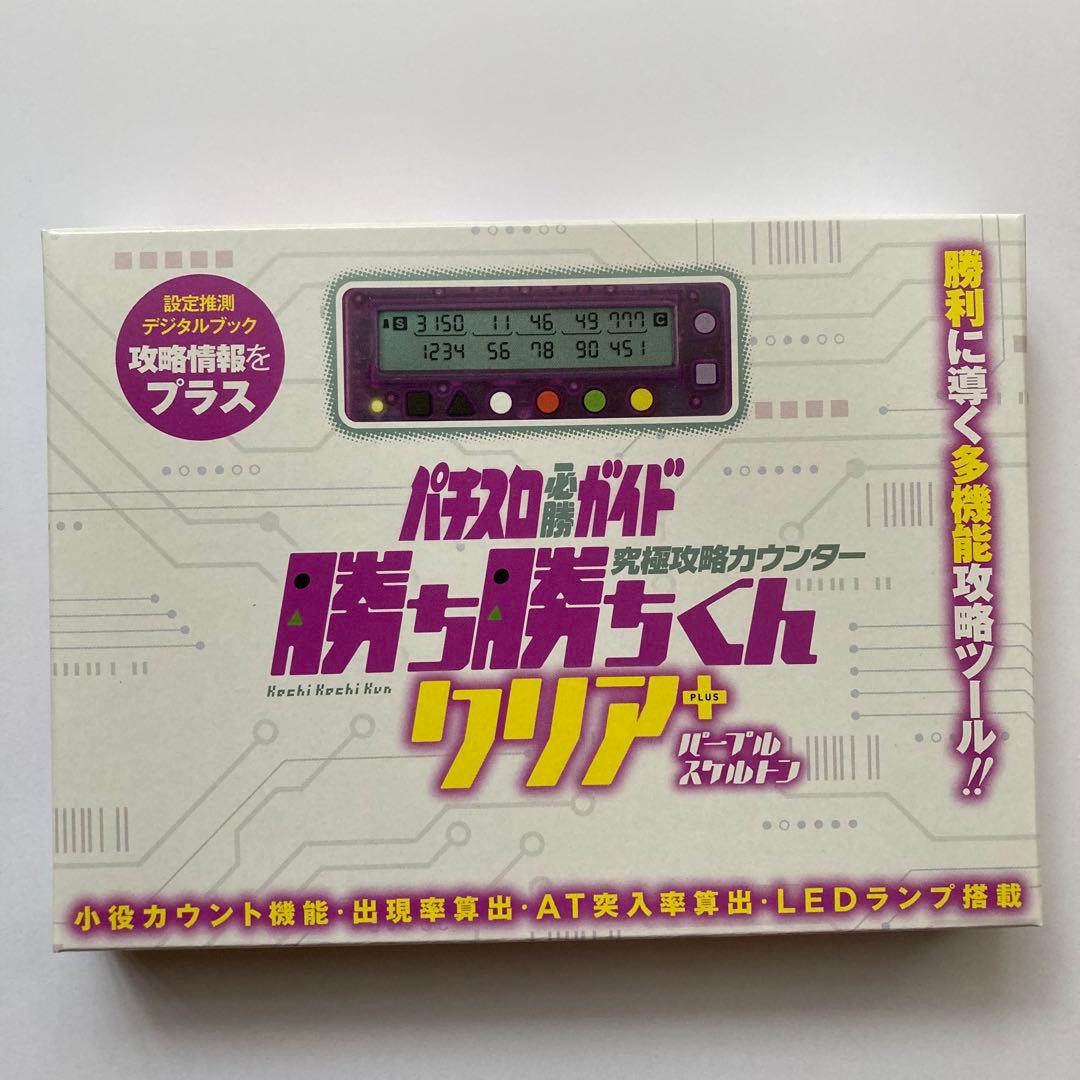 設定推測
デジタルブック
攻略情報を
プラス
S 3150 11 46 49 777 C
1234 56 78 90 451
勝利に導く多機能攻略ツール!!
パチスロ必勝ガイド
究極攻略カウンター
勝ち勝ちくん
Kachi Kachi Kun
クリア+
PLUS
パープル
スケルトン
小役カウント機能・出現率算出・AT突入率算出・LEDランプ搭載